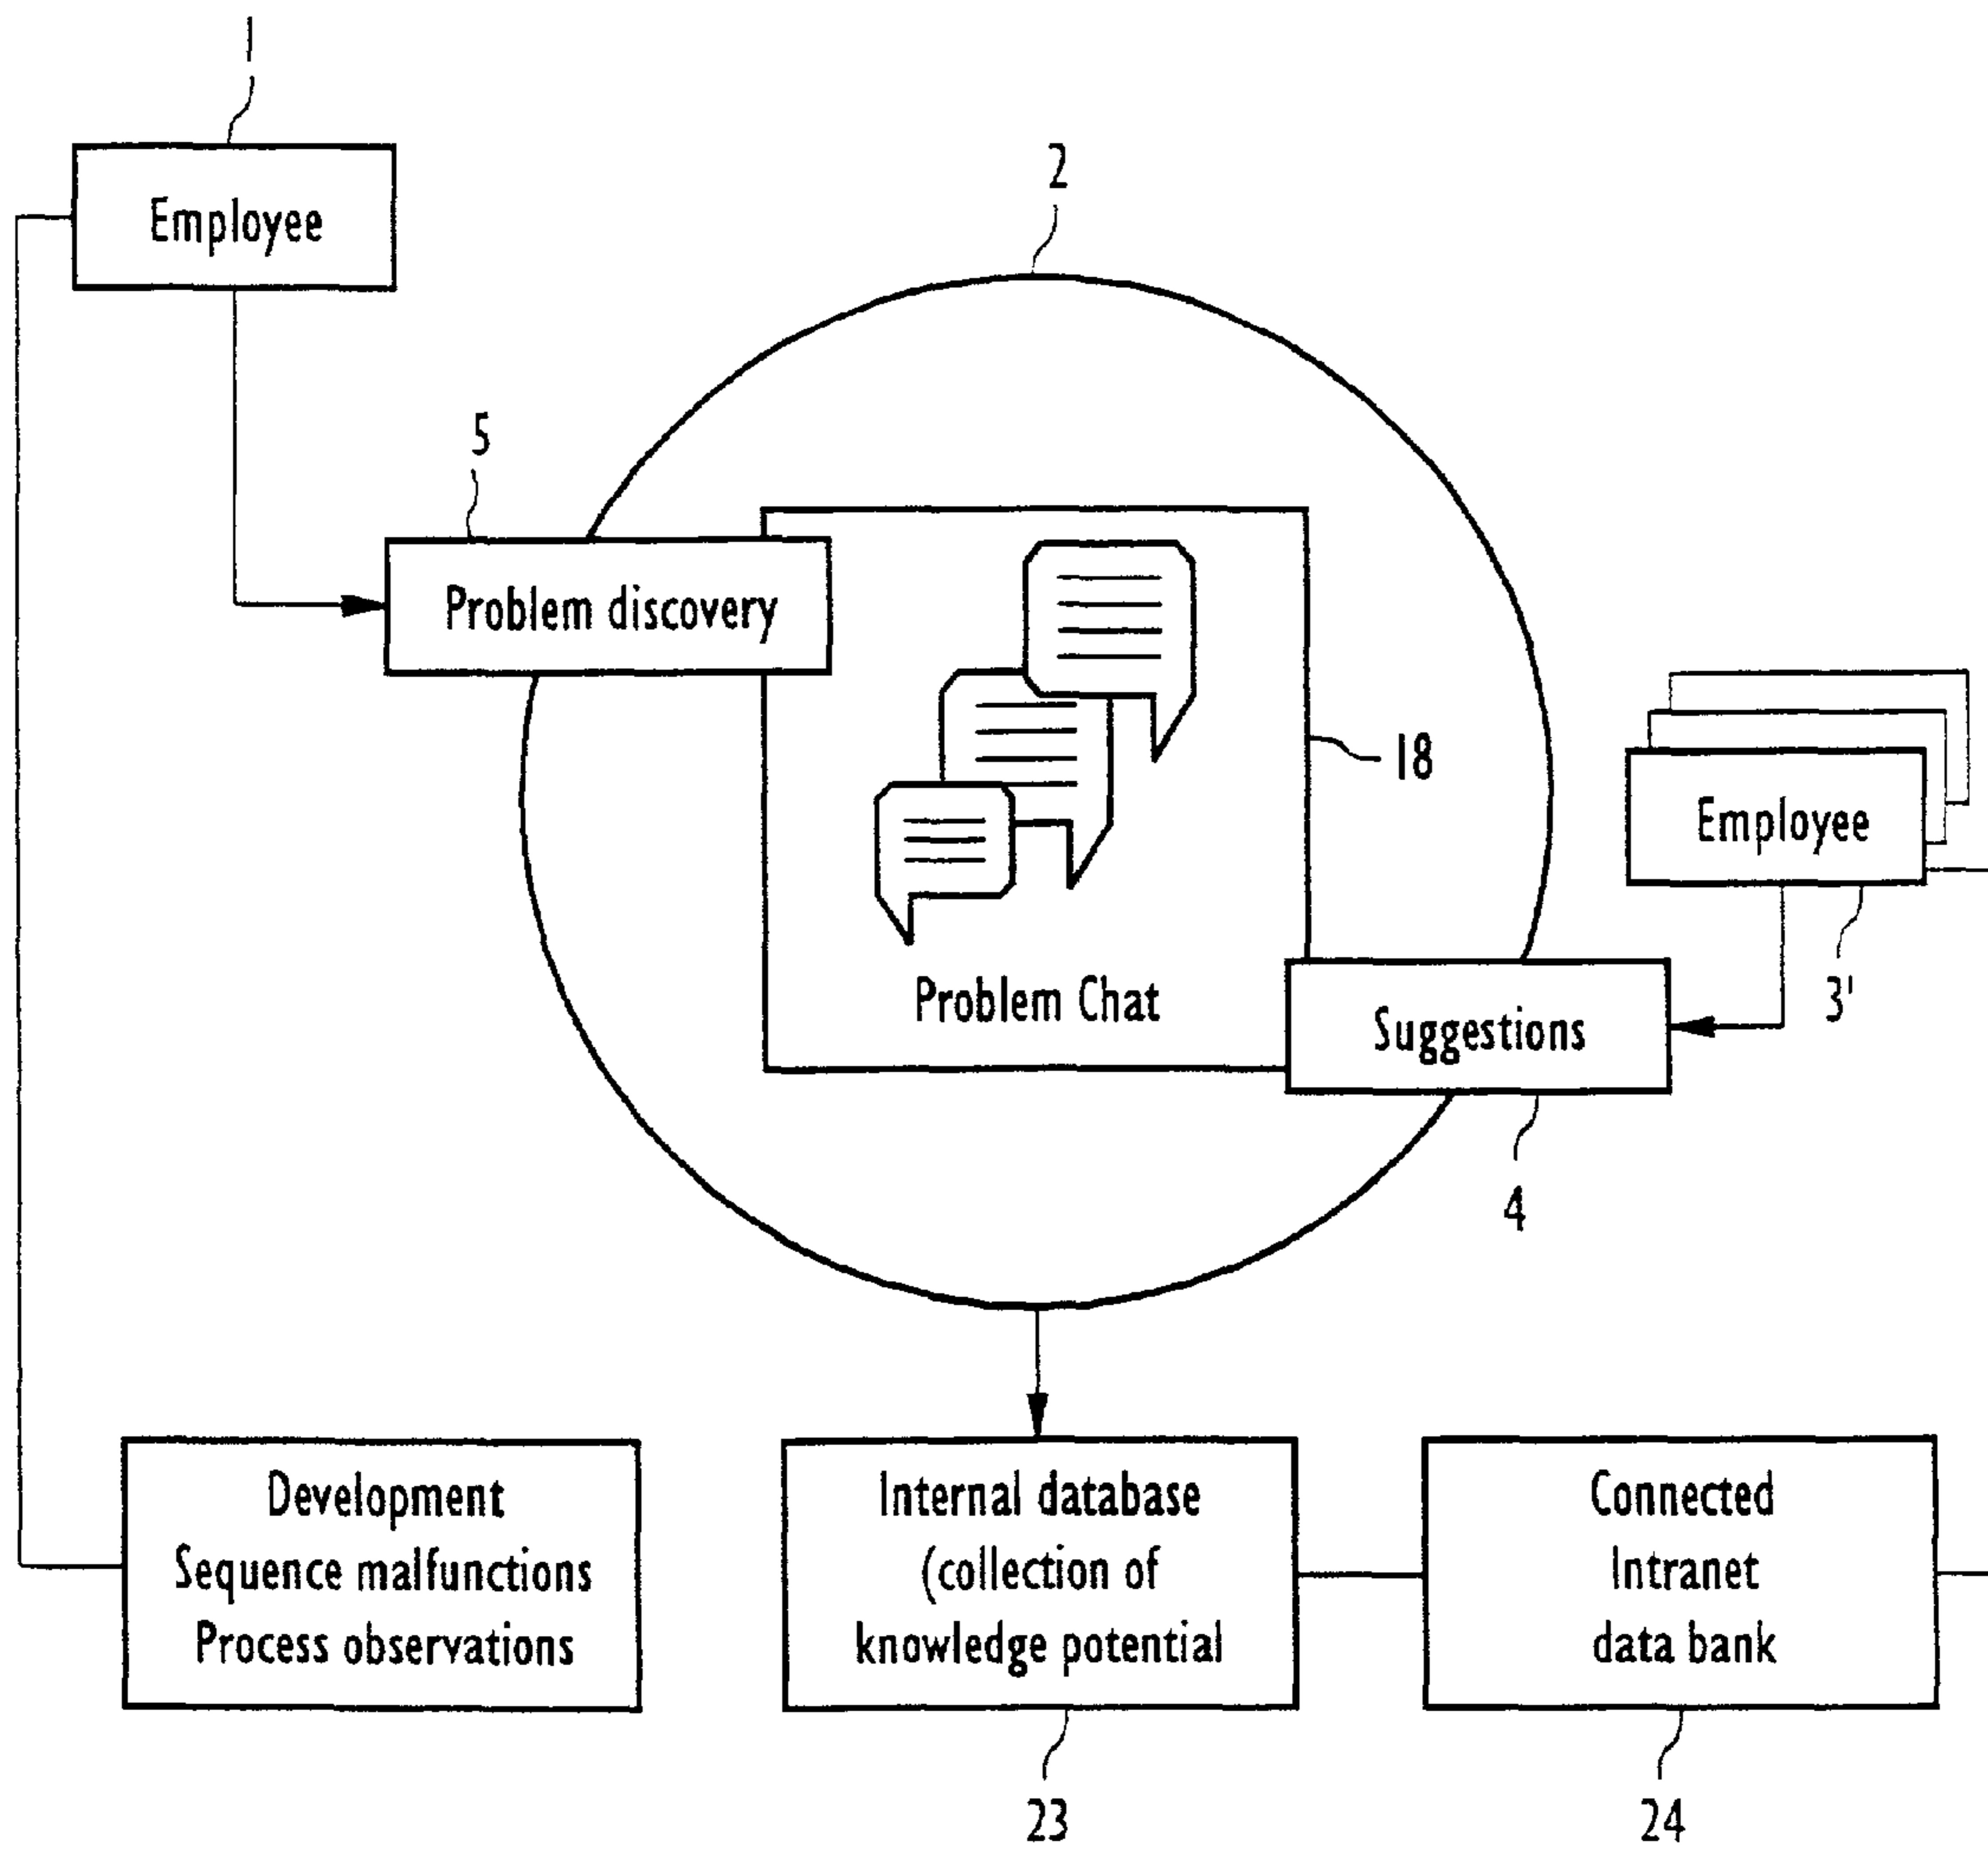 1
Employee
2
5
Problem discovery
18
Employee
3'
Problem Chat
Suggestions
4
Development
Sequence malfunctions
Process observations
Internal database
(collection of
knowledge potential
Connected
Intranet
data bank
23
24